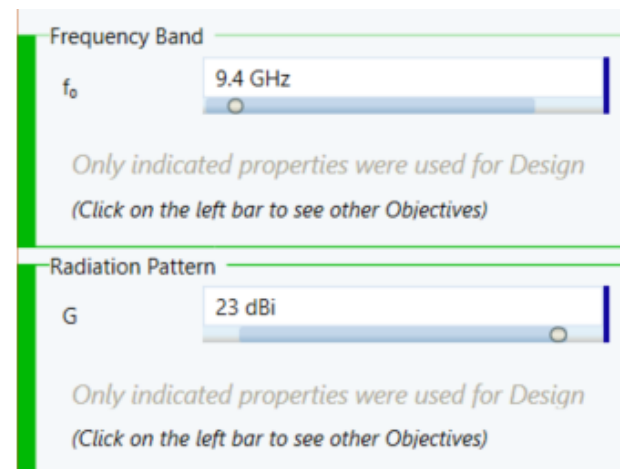 Frequency Band
f₀ 9.4 GHz
Only indicated properties were used for Design
(Click on the left bar to see other Objectives)
Radiation Pattern
G 23 dBi
Only indicated properties were used for Design
(Click on the left bar to see other Objectives)